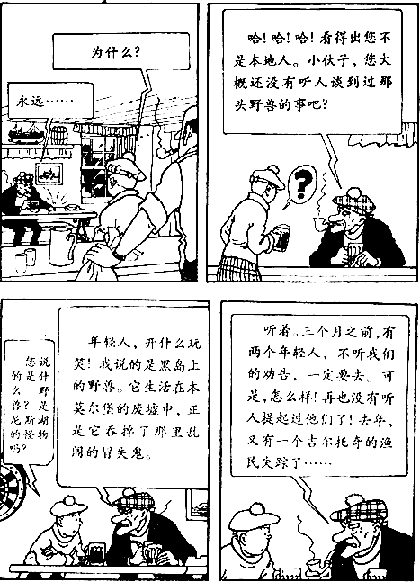 为什么?
永远……
哈!哈!哈!看得出您不
是本地人。小伙子,您大
概还没有听人谈到过那
头野兽的事吧?
?
您说
的是什
么野
兽?是
尼斯湖
的怪物
吗?
年轻人,开什么玩
笑!我说的是黑岛上
的野兽。它生活在本
莫尔堡的废墟中,正
是它吞掉了那里乱
闯的冒失鬼。
听着,三个月之前,有
两个年轻人,不听我们
的劝告,一定要去,可
是,怎么样!再也没有听
人提起过他们了!去年,
又有一个吉尔托奇的渔
民失踪了……